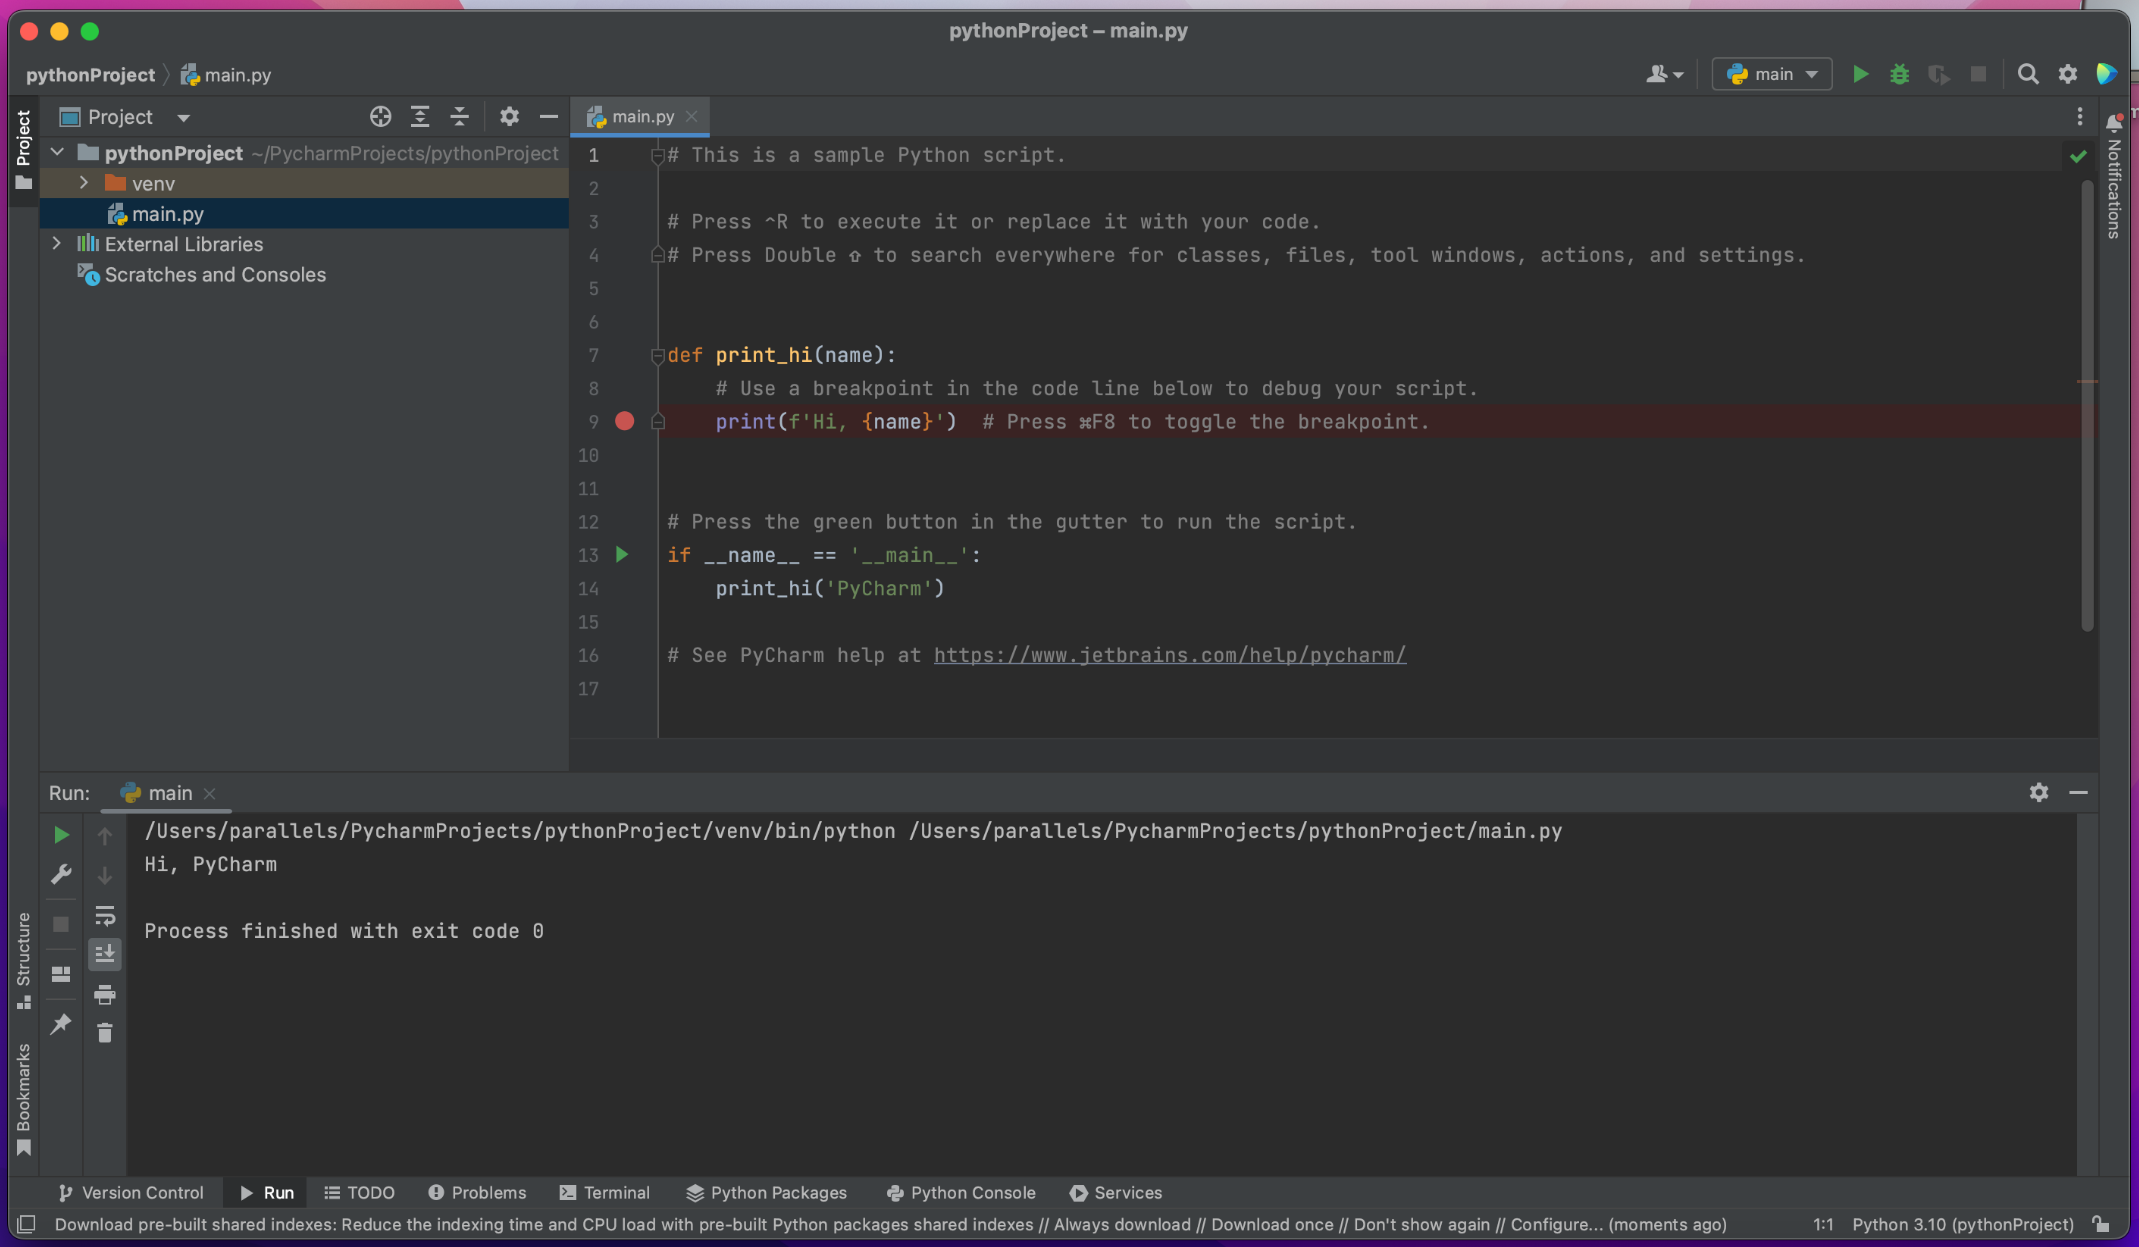 pythonProject – main.py
pythonProject main.py
main
Project
Project
main.py
Notifications
pythonProject ~/PycharmProjects/pythonProject
venv
main.py
External Libraries
Scratches and Consoles
1 # This is a sample Python script.
2
3 # Press ^R to execute it or replace it with your code.
4 # Press Double ⇧ to search everywhere for classes, files, tool windows, actions, and settings.
5
6
7 def print_hi(name):
8 # Use a breakpoint in the code line below to debug your script.
9 print(f'Hi, {name}')  # Press ⌘F8 to toggle the breakpoint.
10
11
12 # Press the green button in the gutter to run the script.
13 if __name__ == '__main__':
14 print_hi('PyCharm')
15
16 # See PyCharm help at https://www.jetbrains.com/help/pycharm/
17
Run: main
/Users/parallels/PycharmProjects/pythonProject/venv/bin/python /Users/parallels/PycharmProjects/pythonProject/main.py
Hi, PyCharm
Process finished with exit code 0
Structure
Bookmarks
Version Control Run TODO Problems Terminal Python Packages Python Console Services
Download pre-built shared indexes: Reduce the indexing time and CPU load with pre-built Python packages shared indexes // Always download // Download once // Don't show again // Configure... (moments ago) 1:1 Python 3.10 (pythonProject)